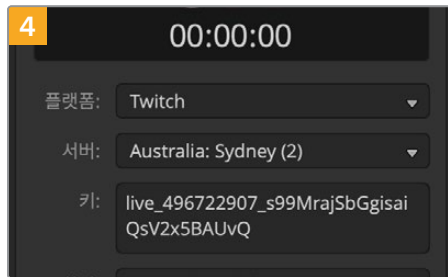 4
00:00:00
플랫폼: Twitch
서버: Australia: Sydney (2)
키: live_496722907_s99MrajSbGgisai
QsV2x5BAUvQ